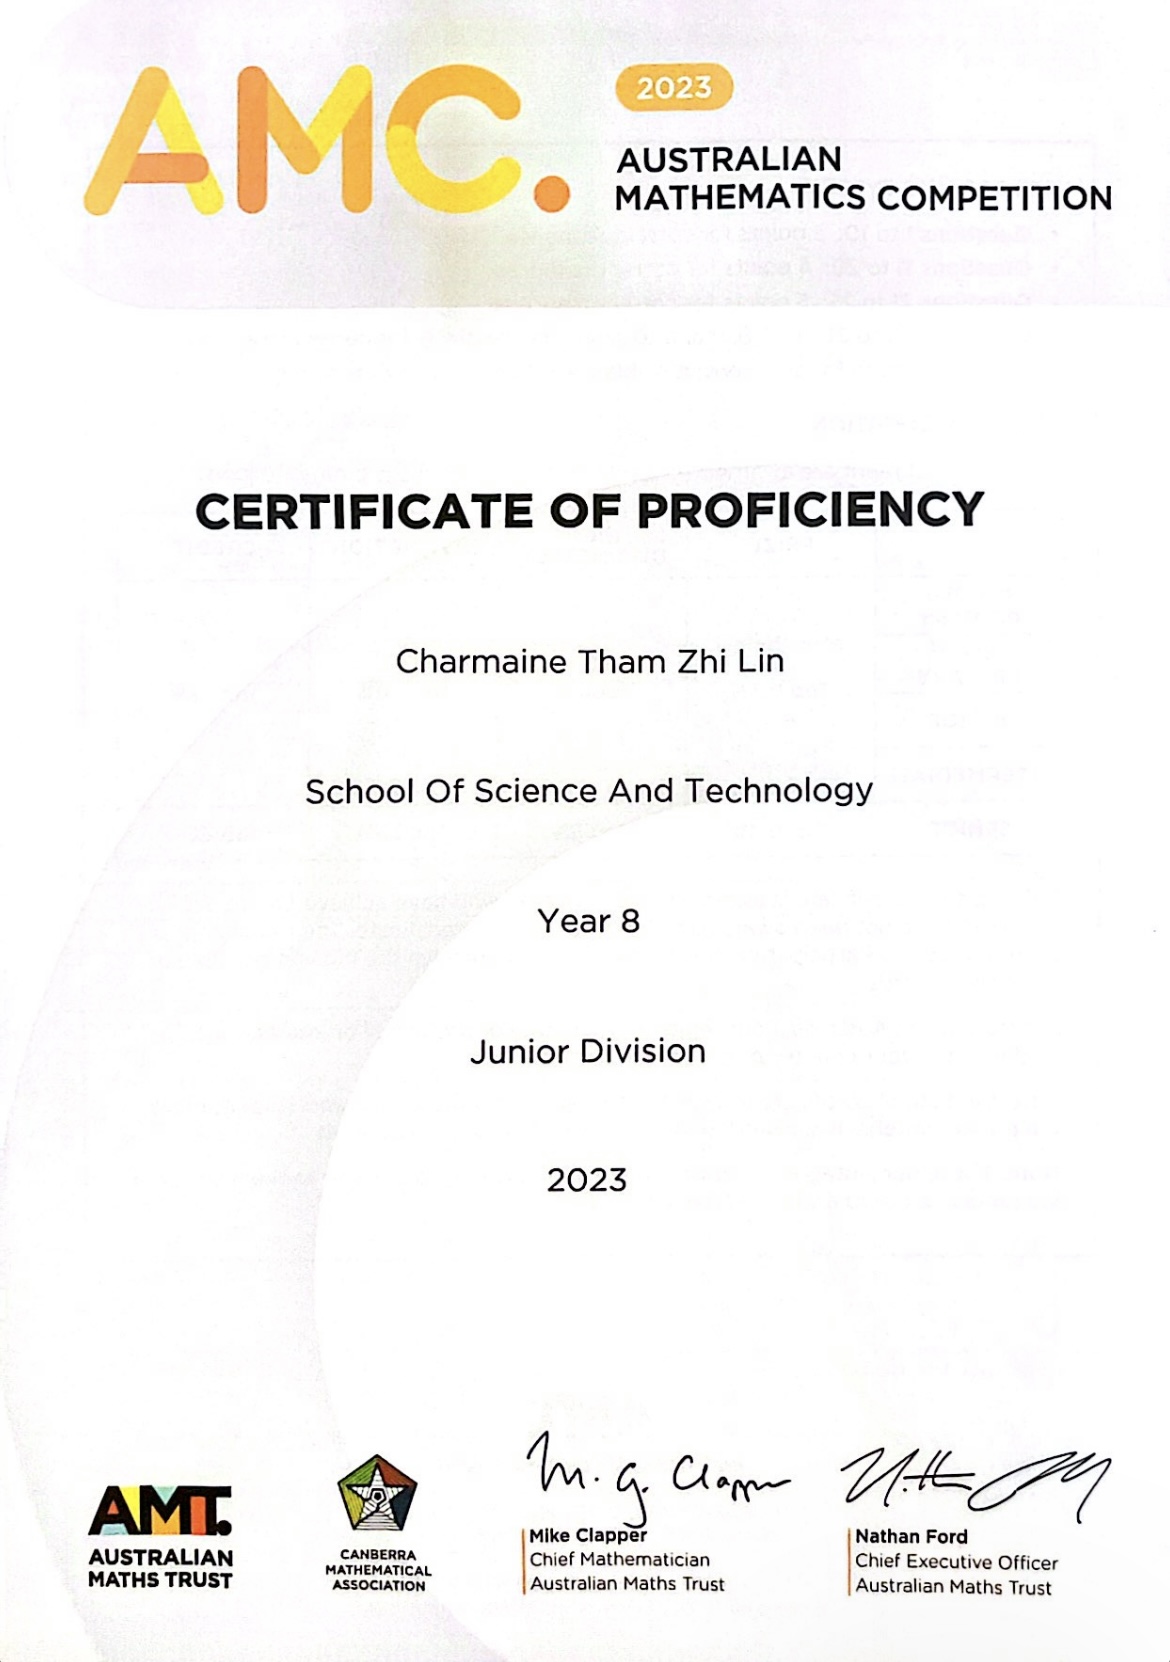 AMC.
2023
AUSTRALIAN
MATHEMATICS COMPETITION
CERTIFICATE OF PROFICIENCY
Charmaine Tham Zhi Lin
School Of Science And Technology
Year 8
Junior Division
2023
M. G. Clapper
AMT.
AUSTRALIAN
MATHS TRUST
CANBERRA
MATHEMATICAL
ASSOCIATION
Mike Clapper
Chief Mathematician
Australian Maths Trust
Nathan Ford
Chief Executive Officer
Australian Maths Trust